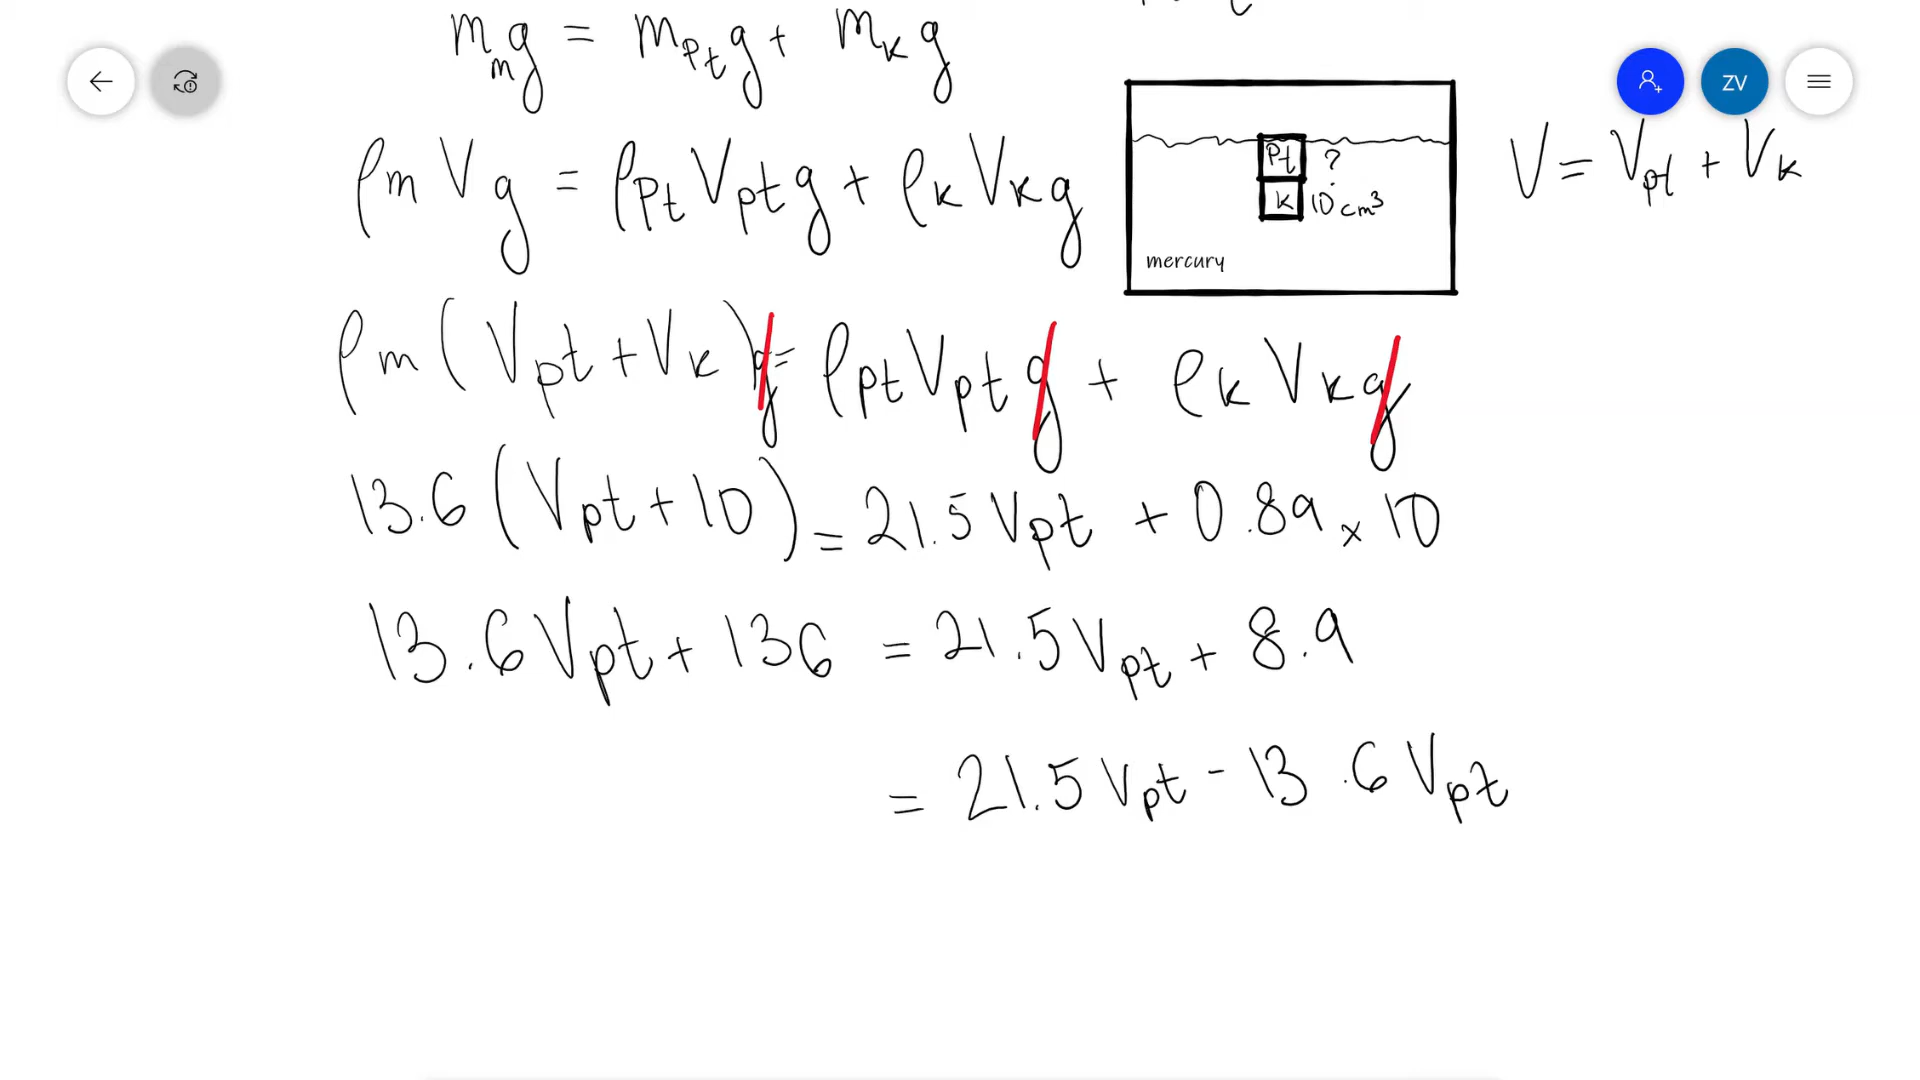 m_m g = m_Pt g + m_k g
ZV
ρ_m V g = ρ_Pt V_pt g + ρ_k V_k g
Pt ?
k 10 cm³
mercury
V = V_pt + V_k
ρ_m (V_pt + V_k) g = ρ_pt V_pt g + ρ_k V_k g
13.6 (V_pt + 10) = 21.5 V_pt + 0.89 x 10
13.6 V_pt + 136 = 21.5 V_pt + 8.9
= 21.5 V_pt - 13.6 V_pt